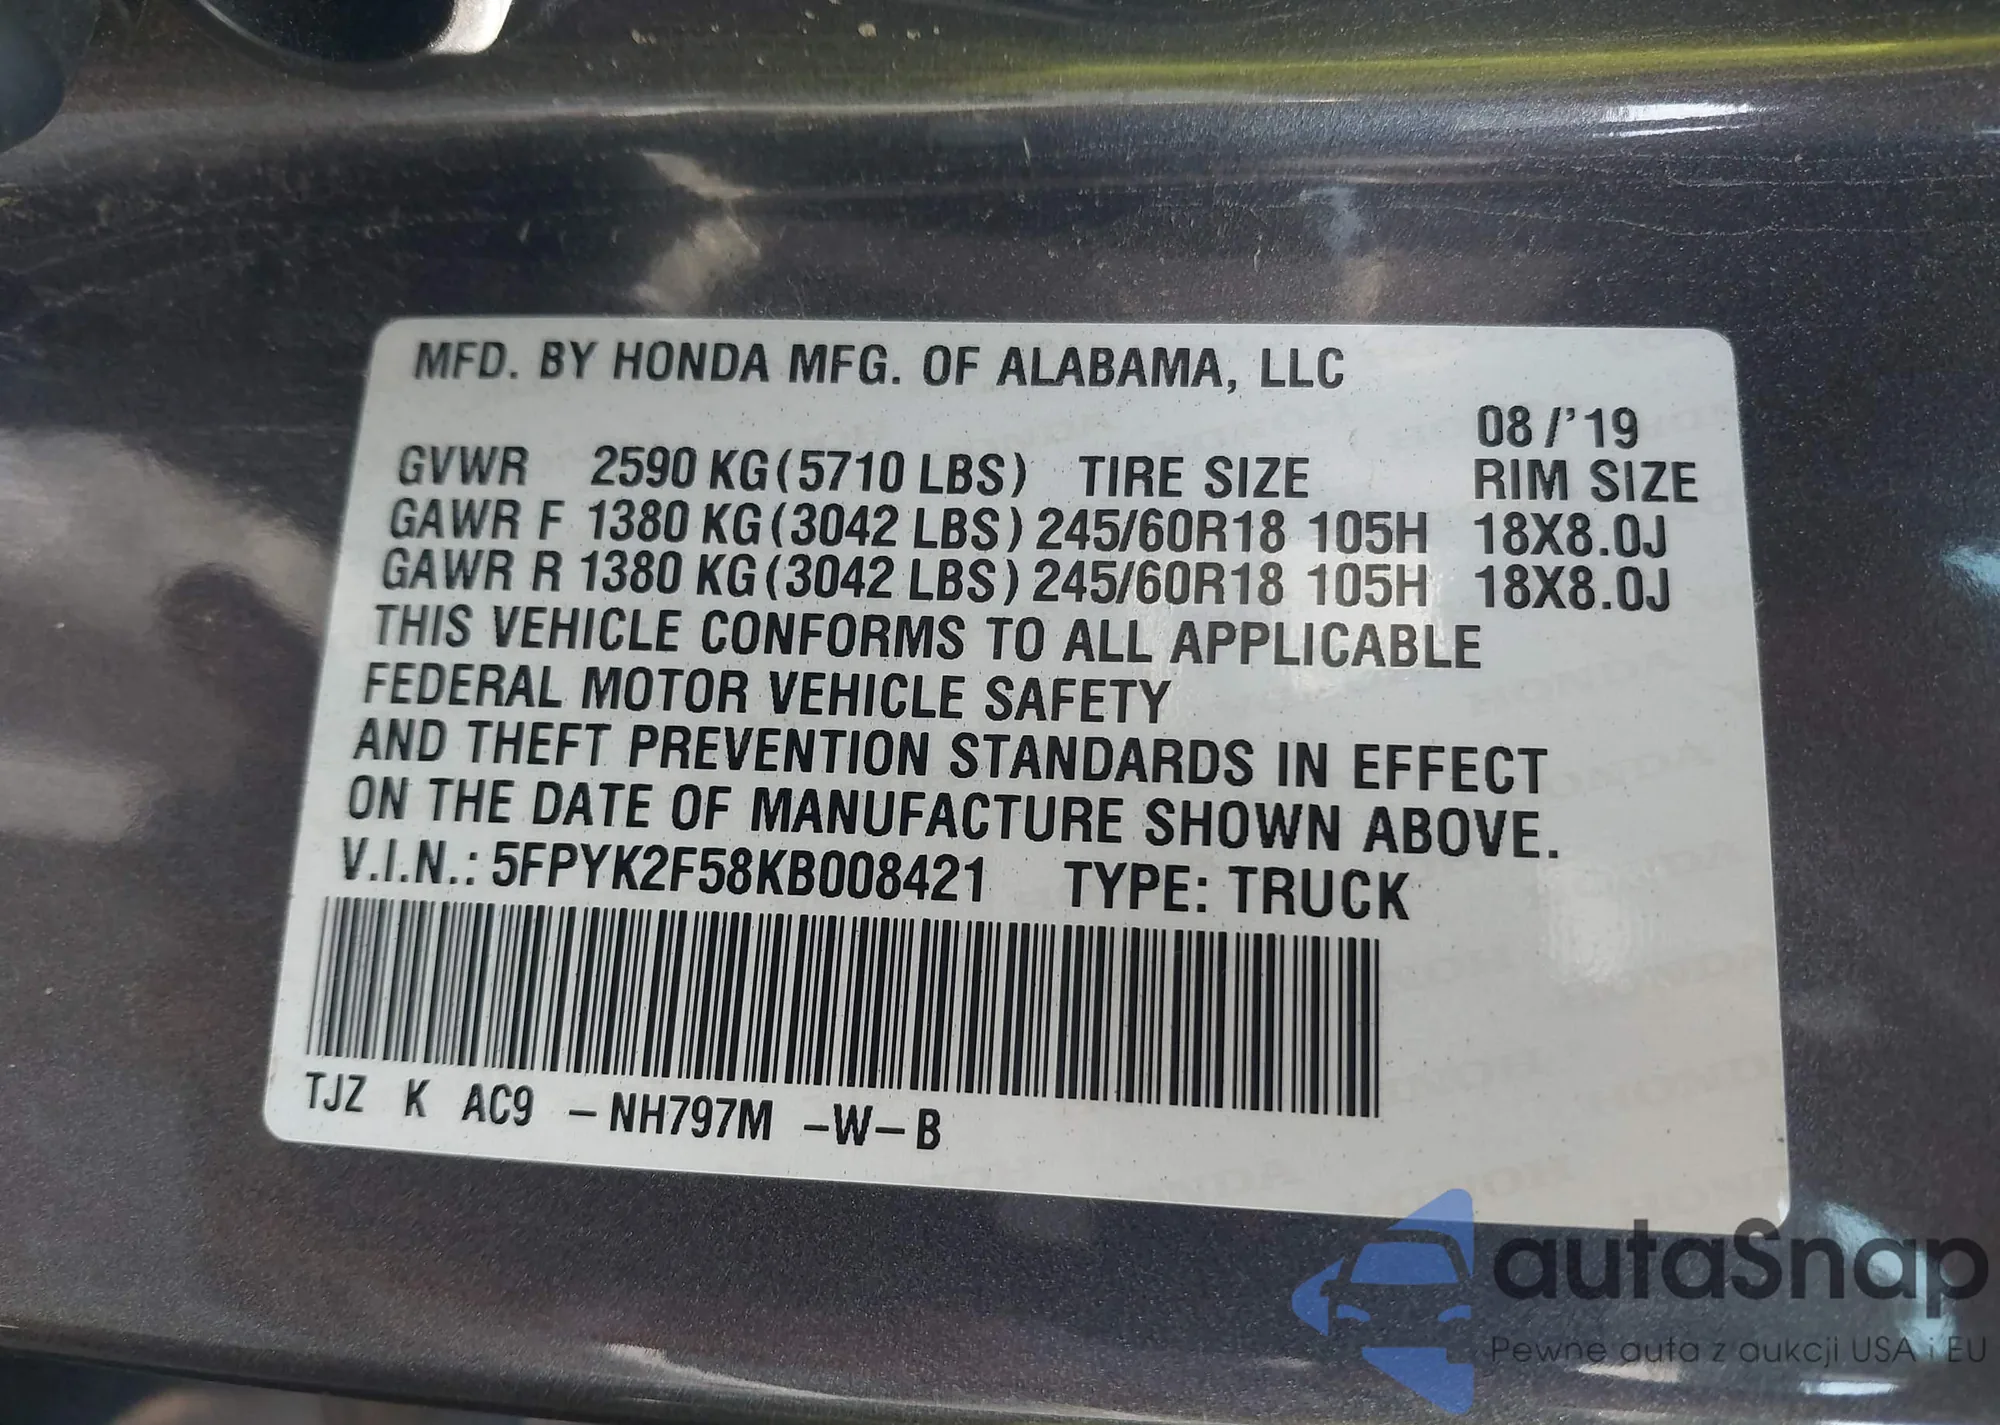 MFD. BY HONDA MFG. OF ALABAMA, LLC
08/'19
GVWR 2590 KG(5710 LBS) TIRE SIZE RIM SIZE
GAWR F 1380 KG(3042 LBS) 245/60R18 105H 18X8.0J
GAWR R 1380 KG(3042 LBS) 245/60R18 105H 18X8.0J
THIS VEHICLE CONFORMS TO ALL APPLICABLE
FEDERAL MOTOR VEHICLE SAFETY
AND THEFT PREVENTION STANDARDS IN EFFECT
ON THE DATE OF MANUFACTURE SHOWN ABOVE.
V.I.N.: 5FPYK2F58KB008421 TYPE: TRUCK
TJZ K AC9 –NH797M –W–B
autaSnap
Pewne auta z aukcji USA i EU